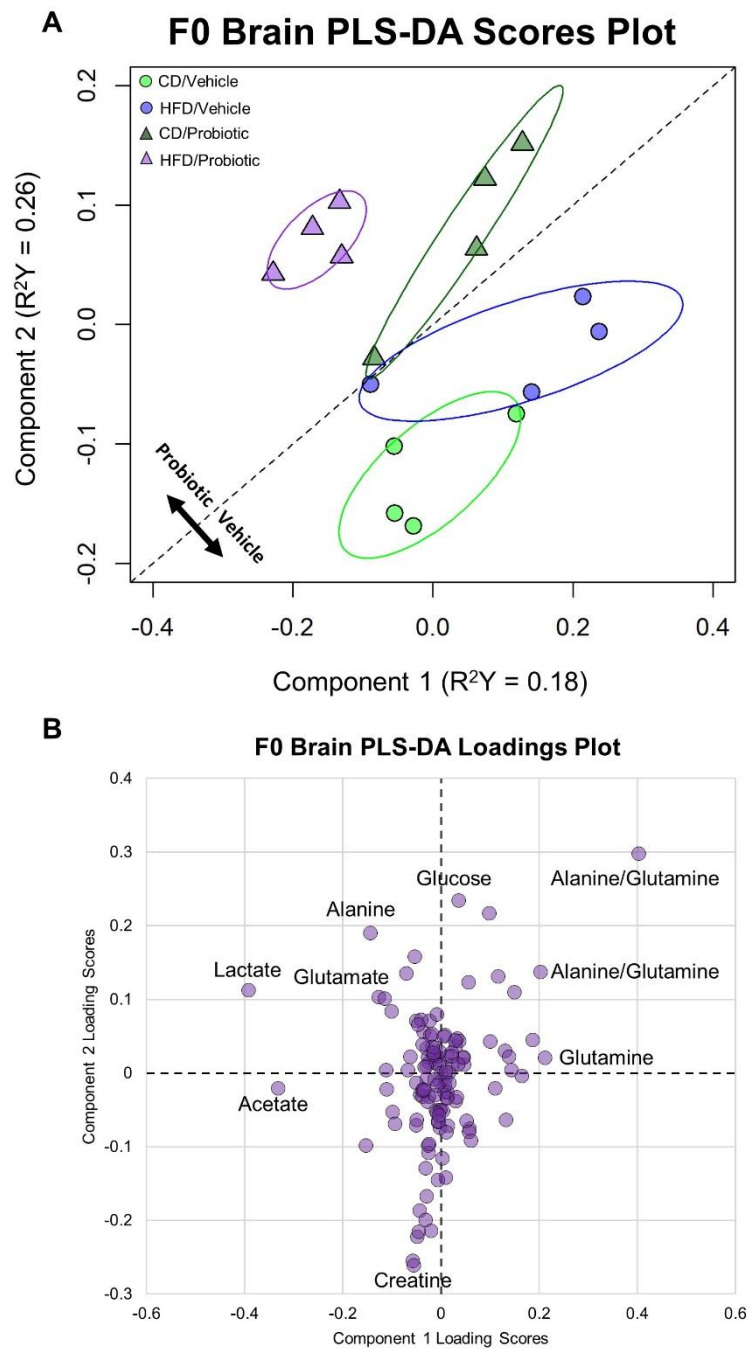 A
F0 Brain PLS-DA Scores Plot
CD/Vehicle
HFD/Vehicle
CD/Probiotic
HFD/Probiotic
Component 2 (R²Y = 0.26)
0.2
0.1
0.0
-0.1
-0.2
Probiotic Vehicle
-0.4 -0.2 0.0 0.2 0.4
Component 1 (R²Y = 0.18)
B
F0 Brain PLS-DA Loadings Plot
Component 2 Loading Scores
0.4
0.3
0.2
0.1
0
-0.1
-0.2
-0.3
Glucose
Alanine/Glutamine
Alanine
Lactate
Glutamate
Alanine/Glutamine
Glutamine
Acetate
Creatine
-0.6 -0.4 -0.2 0 0.2 0.4 0.6
Component 1 Loading Scores